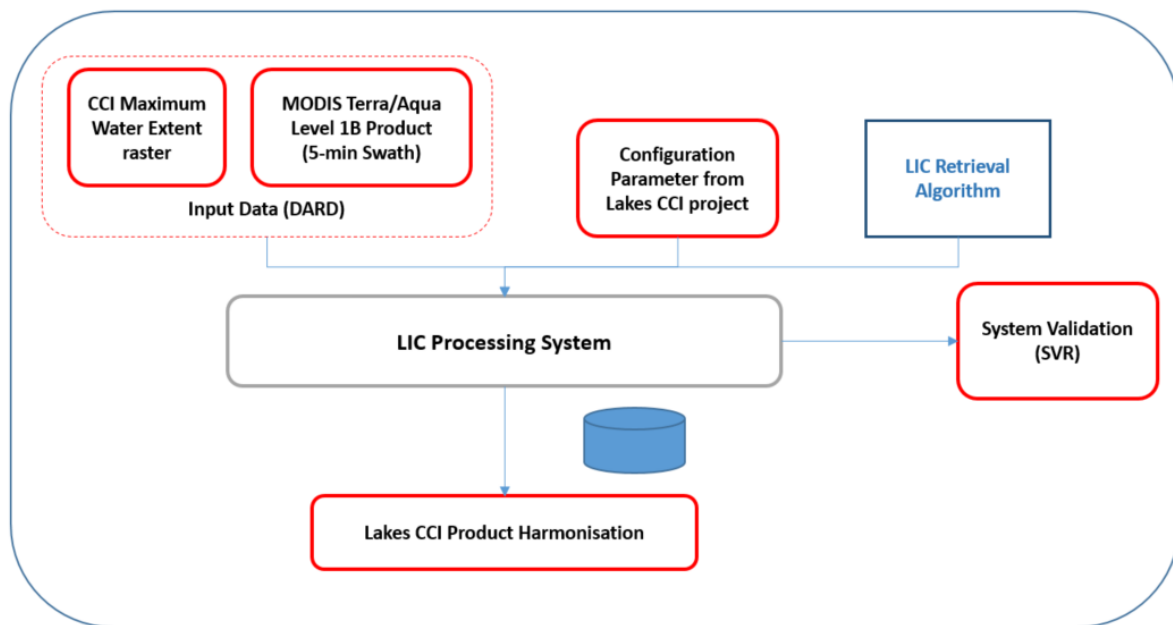 CCI Maximum
Water Extent
raster
MODIS Terra/Aqua
Level 1B Product
(5-min Swath)
Input Data (DARD)
Configuration
Parameter from
Lakes CCI project
LIC Retrieval
Algorithm
LIC Processing System
System Validation
(SVR)
Lakes CCI Product Harmonisation